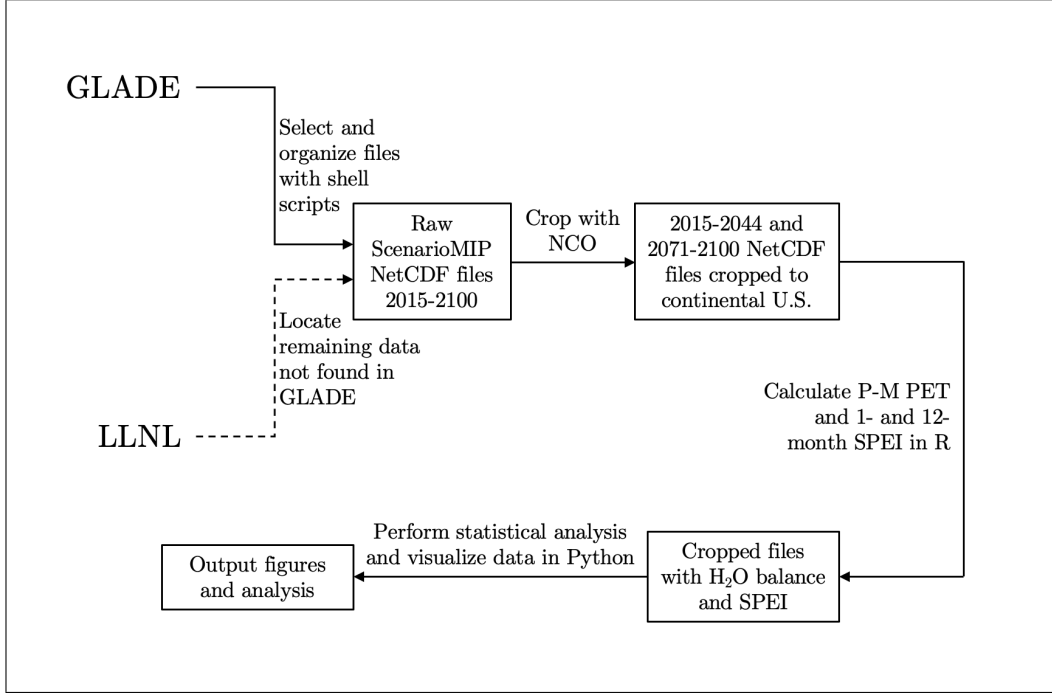 GLADE
Select and
organize files
with shell
scripts
Raw
ScenarioMIP
NetCDF files
2015-2100
Crop with
NCO
2015-2044 and
2071-2100 NetCDF
files cropped to
continental U.S.
Locate
remaining data
not found in
GLADE
LLNL
Calculate P-M PET
and 1- and 12-
month SPEI in R
Cropped files
with H₂O balance
and SPEI
Perform statistical analysis
and visualize data in Python
Output figures
and analysis